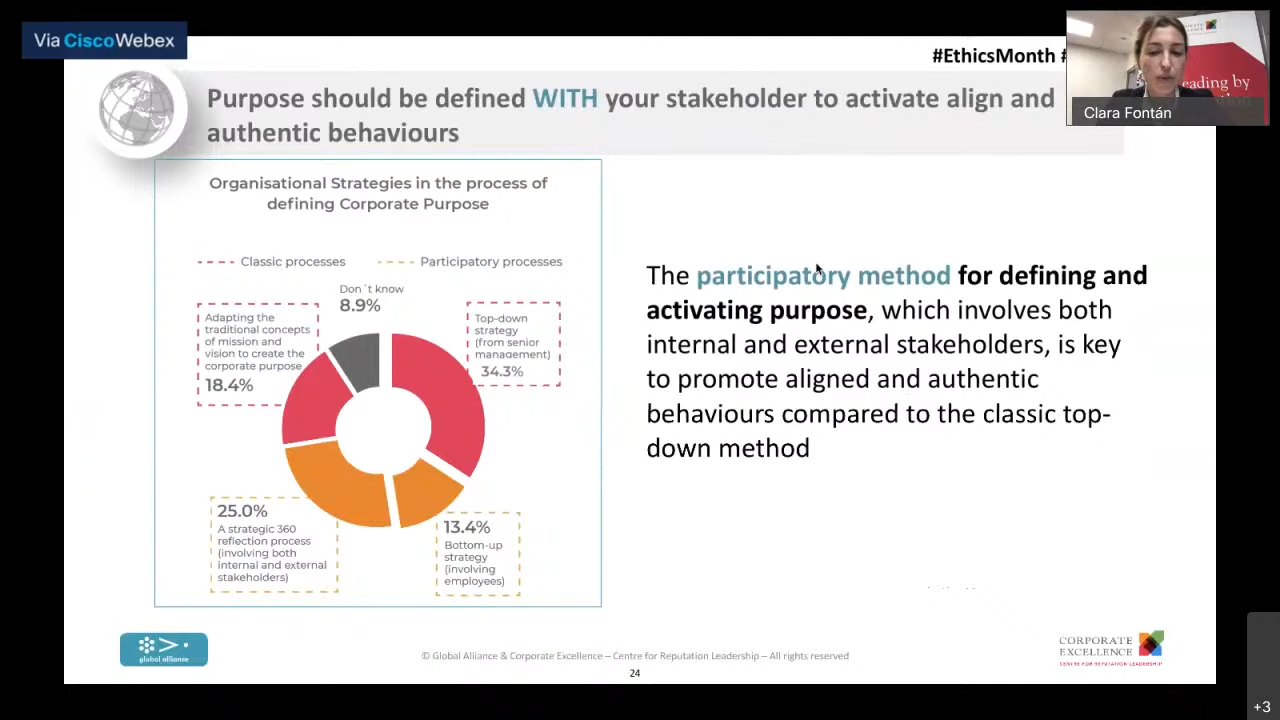 Via Cisco Webex
#EthicsMonth #
Clara Fontán
Purpose should be defined WITH your stakeholder to activate align and
authentic behaviours
Organisational Strategies in the process of
defining Corporate Purpose
Classic processes
Participatory processes
Don´t know
8.9%
Adapting the
traditional concepts
of mission and
vision to create the
corporate purpose
18.4%
Top-down
strategy
(from senior
management)
34.3%
25.0%
A strategic 360
reflection process
(involving both
internal and external
stakeholders)
13.4%
Bottom-up
strategy
(involving
employees)
The participatory method for defining and
activating purpose, which involves both
internal and external stakeholders, is key
to promote aligned and authentic
behaviours compared to the classic top-
down method
global alliance
© Global Alliance & Corporate Excellence – Centre for Reputation Leadership – All rights reserved
24
CORPORATE
EXCELLENCE
CENTRE FOR REPUTATION LEADERSHIP
+3